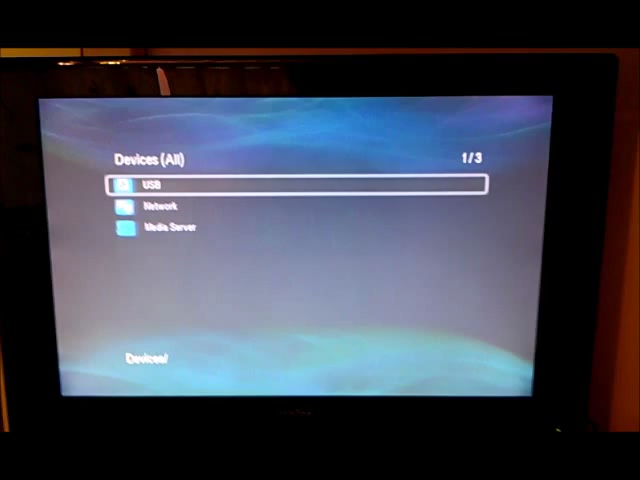 Devices (All)
1/3
USB
Network
Media Server
Devices/